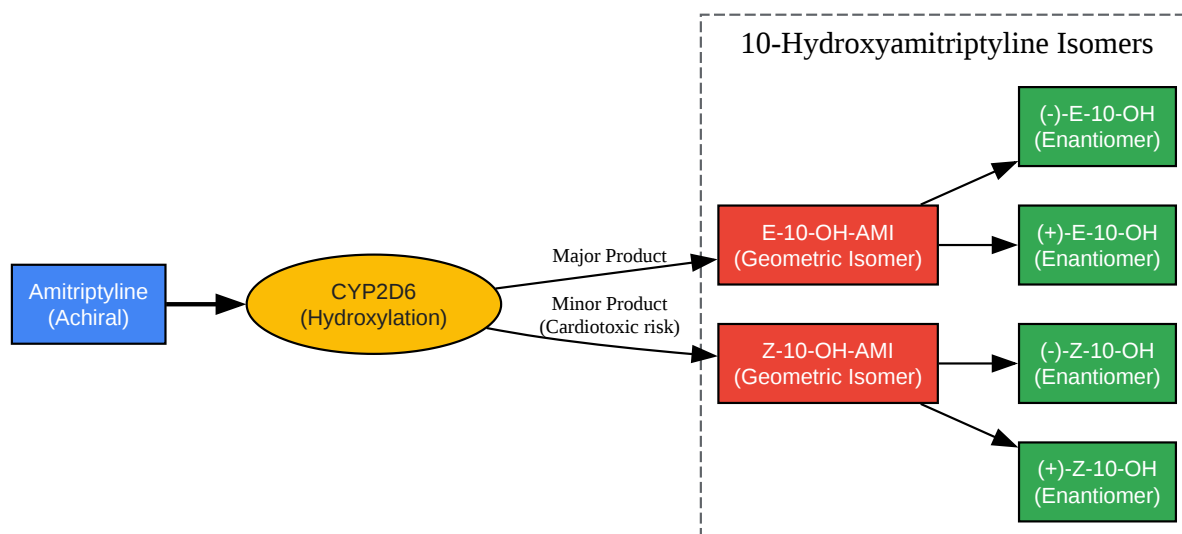 10-Hydroxyamitriptyline Isomers
Amitriptyline
(Achiral)
CYP2D6
(Hydroxylation)
Major Product
Minor Product
(Cardiotoxic risk)
E-10-OH-AMI
(Geometric Isomer)
Z-10-OH-AMI
(Geometric Isomer)
(-)-E-10-OH
(Enantiomer)
(+)-E-10-OH
(Enantiomer)
(-)-Z-10-OH
(Enantiomer)
(+)-Z-10-OH
(Enantiomer)